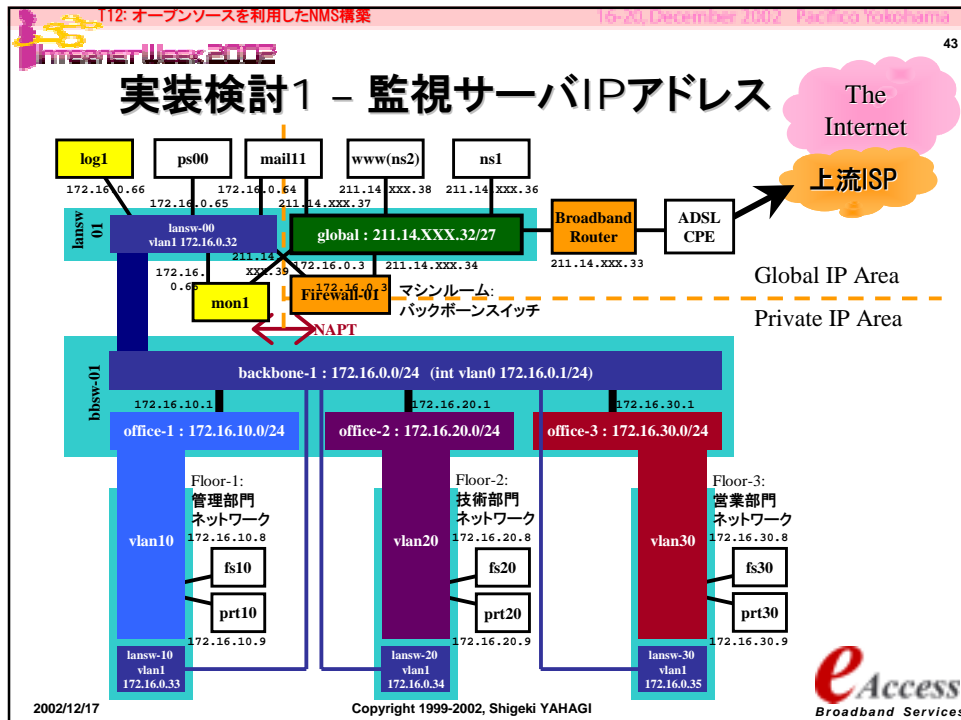 T12: オープンソースを利用したNMS構築
16-20, December 2002 Pacifico Yokohama
InternetWeek 2002
43
実装検討1 – 監視サーバIPアドレス
The
Internet
上流ISP
log1
ps00
mail11
www(ns2)
ns1
172.16.0.66
172.16.0.65
172.16.0.64
211.14.XXX.37
211.14.XXX.38
211.14.XXX.36
lansw
01
lansw-00
vlan1 172.16.0.32
global : 211.14.XXX.32/27
Broadband
Router
ADSL
CPE
211.14.XXX.33
172.16.
0.65
211.14
XXX.39
172.16.0.3
211.14.XXX.34
172.16.0.3
mon1
Firewall-01
マシンルーム:
バックボーンスイッチ
Global IP Area
Private IP Area
NAPT
bbsw-01
backbone-1 : 172.16.0.0/24 (int vlan0 172.16.0.1/24)
172.16.10.1
172.16.20.1
172.16.30.1
office-1 : 172.16.10.0/24
office-2 : 172.16.20.0/24
office-3 : 172.16.30.0/24
Floor-1:
管理部門
ネットワーク
172.16.10.8
Floor-2:
技術部門
ネットワーク
172.16.20.8
Floor-3:
営業部門
ネットワーク
172.16.30.8
vlan10
vlan20
vlan30
fs10
fs20
fs30
prt10
prt20
prt30
172.16.10.9
172.16.20.9
172.16.30.9
lansw-10
vlan1
172.16.0.33
lansw-20
vlan1
172.16.0.34
lansw-30
vlan1
172.16.0.35
eAccess
Broadband Services
2002/12/17
Copyright 1999-2002, Shigeki YAHAGI